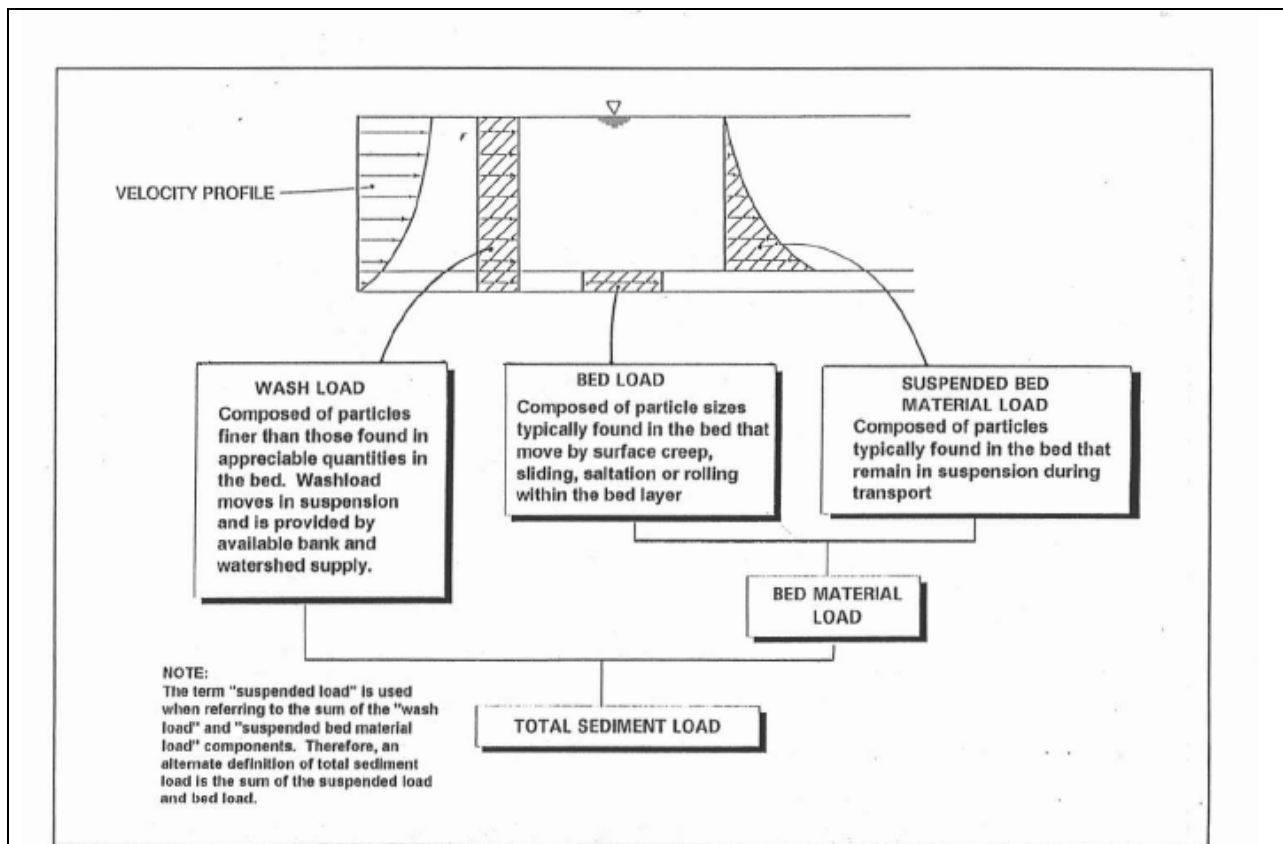 VELOCITY PROFILE
WASH LOAD
Composed of particles
finer than those found in
appreciable quantities in
the bed. Washload
moves in suspension
and is provided by
available bank and
watershed supply.
BED LOAD
Composed of particle sizes
typically found in the bed that
move by surface creep,
sliding, saltation or rolling
within the bed layer
SUSPENDED BED
MATERIAL LOAD
Composed of particles
typically found in the bed that
remain in suspension during
transport
BED MATERIAL
LOAD
NOTE:
The term "suspended load" is used
when referring to the sum of the "wash
load" and "suspended bed material
load" components. Therefore, an
alternate definition of total sediment
load is the sum of the suspended load
and bed load.
TOTAL SEDIMENT LOAD